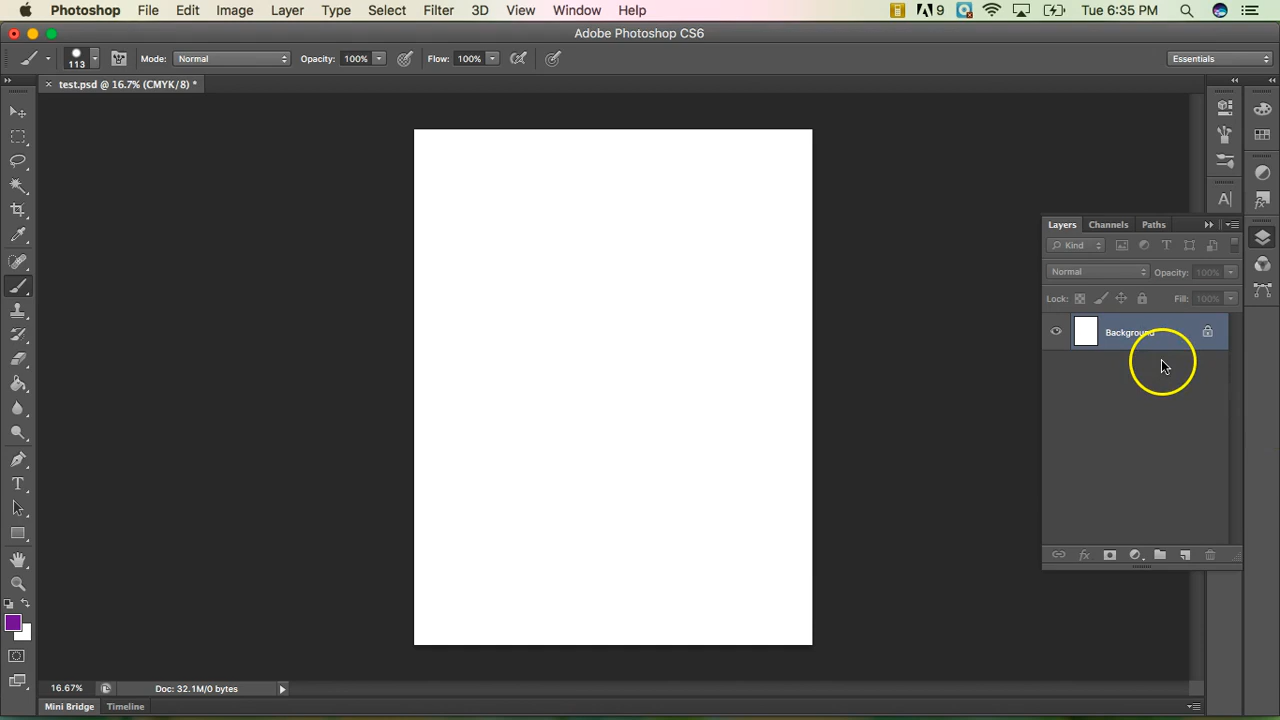 Photoshop File Edit Image Layer Type Select Filter 3D View Window Help 9 Tue 6:35 PM
Adobe Photoshop CS6
113 Mode: Normal Opacity: 100% Flow: 100% Essentials
× test.psd @ 16.7% (CMYK/8) *
Layers Channels Paths
Kind
Normal Opacity: 100%
Lock: Fill: 100%
Background
16.67% Doc: 32.1M/0 bytes
Mini Bridge Timeline